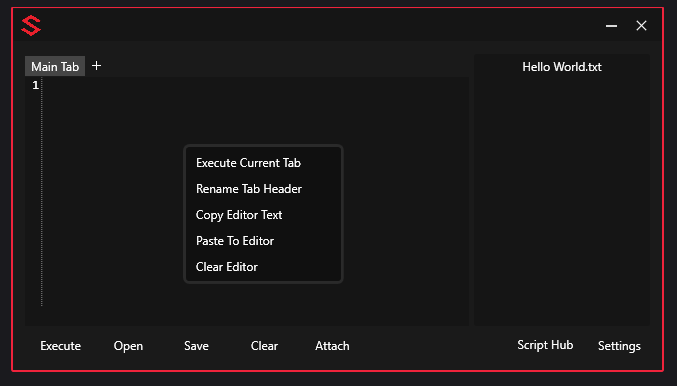 Main Tab +
Hello World.txt
1
Execute Current Tab
Rename Tab Header
Copy Editor Text
Paste To Editor
Clear Editor
Execute Open Save Clear Attach Script Hub Settings